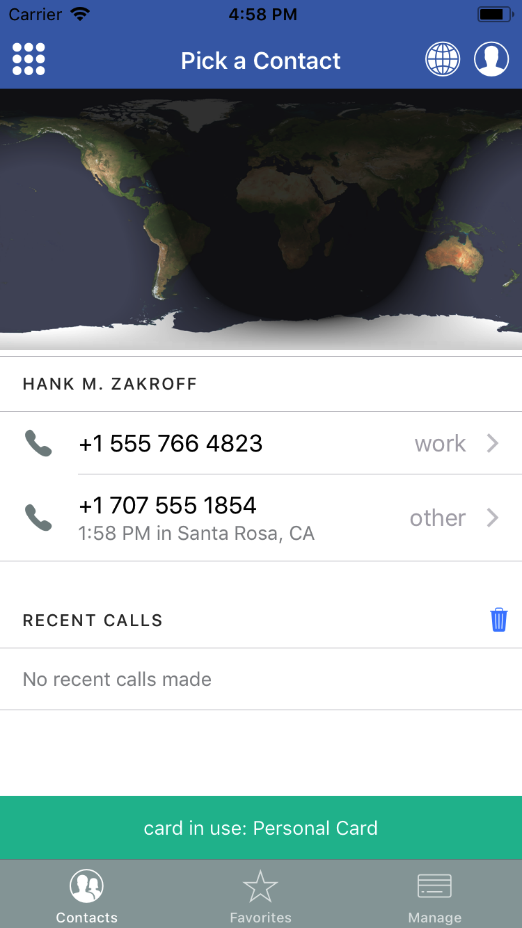 Carrier 4:58 PM
Pick a Contact
HANK M. ZAKROFF
+1 555 766 4823 work
+1 707 555 1854 other
1:58 PM in Santa Rosa, CA
RECENT CALLS
No recent calls made
card in use: Personal Card
Contacts Favorites Manage